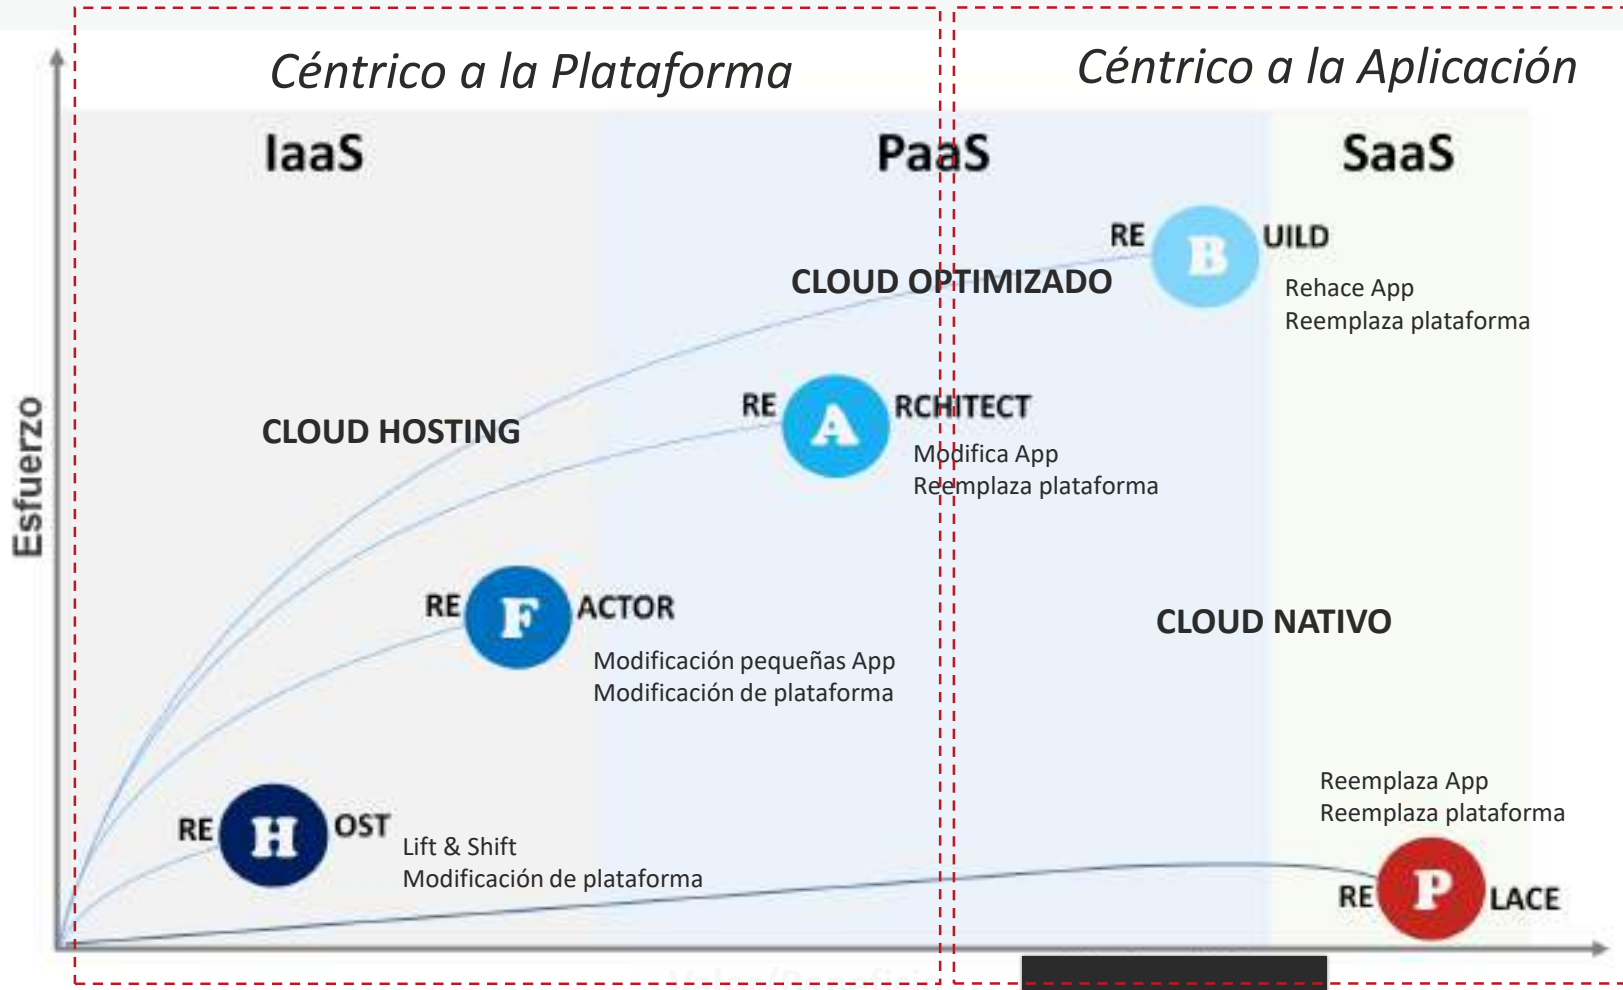 Céntrico a la Plataforma
Céntrico a la Aplicación
IaaS
PaaS
SaaS
RE B UILD
Rehace App
Reemplaza plataforma
CLOUD OPTIMIZADO
RE A RCHITECT
Modifica App
Reemplaza plataforma
CLOUD HOSTING
Esfuerzo
RE F ACTOR
Modificación pequeñas App
Modificación de plataforma
CLOUD NATIVO
RE H OST
Lift & Shift
Modificación de plataforma
Reemplaza App
Reemplaza plataforma
RE P LACE